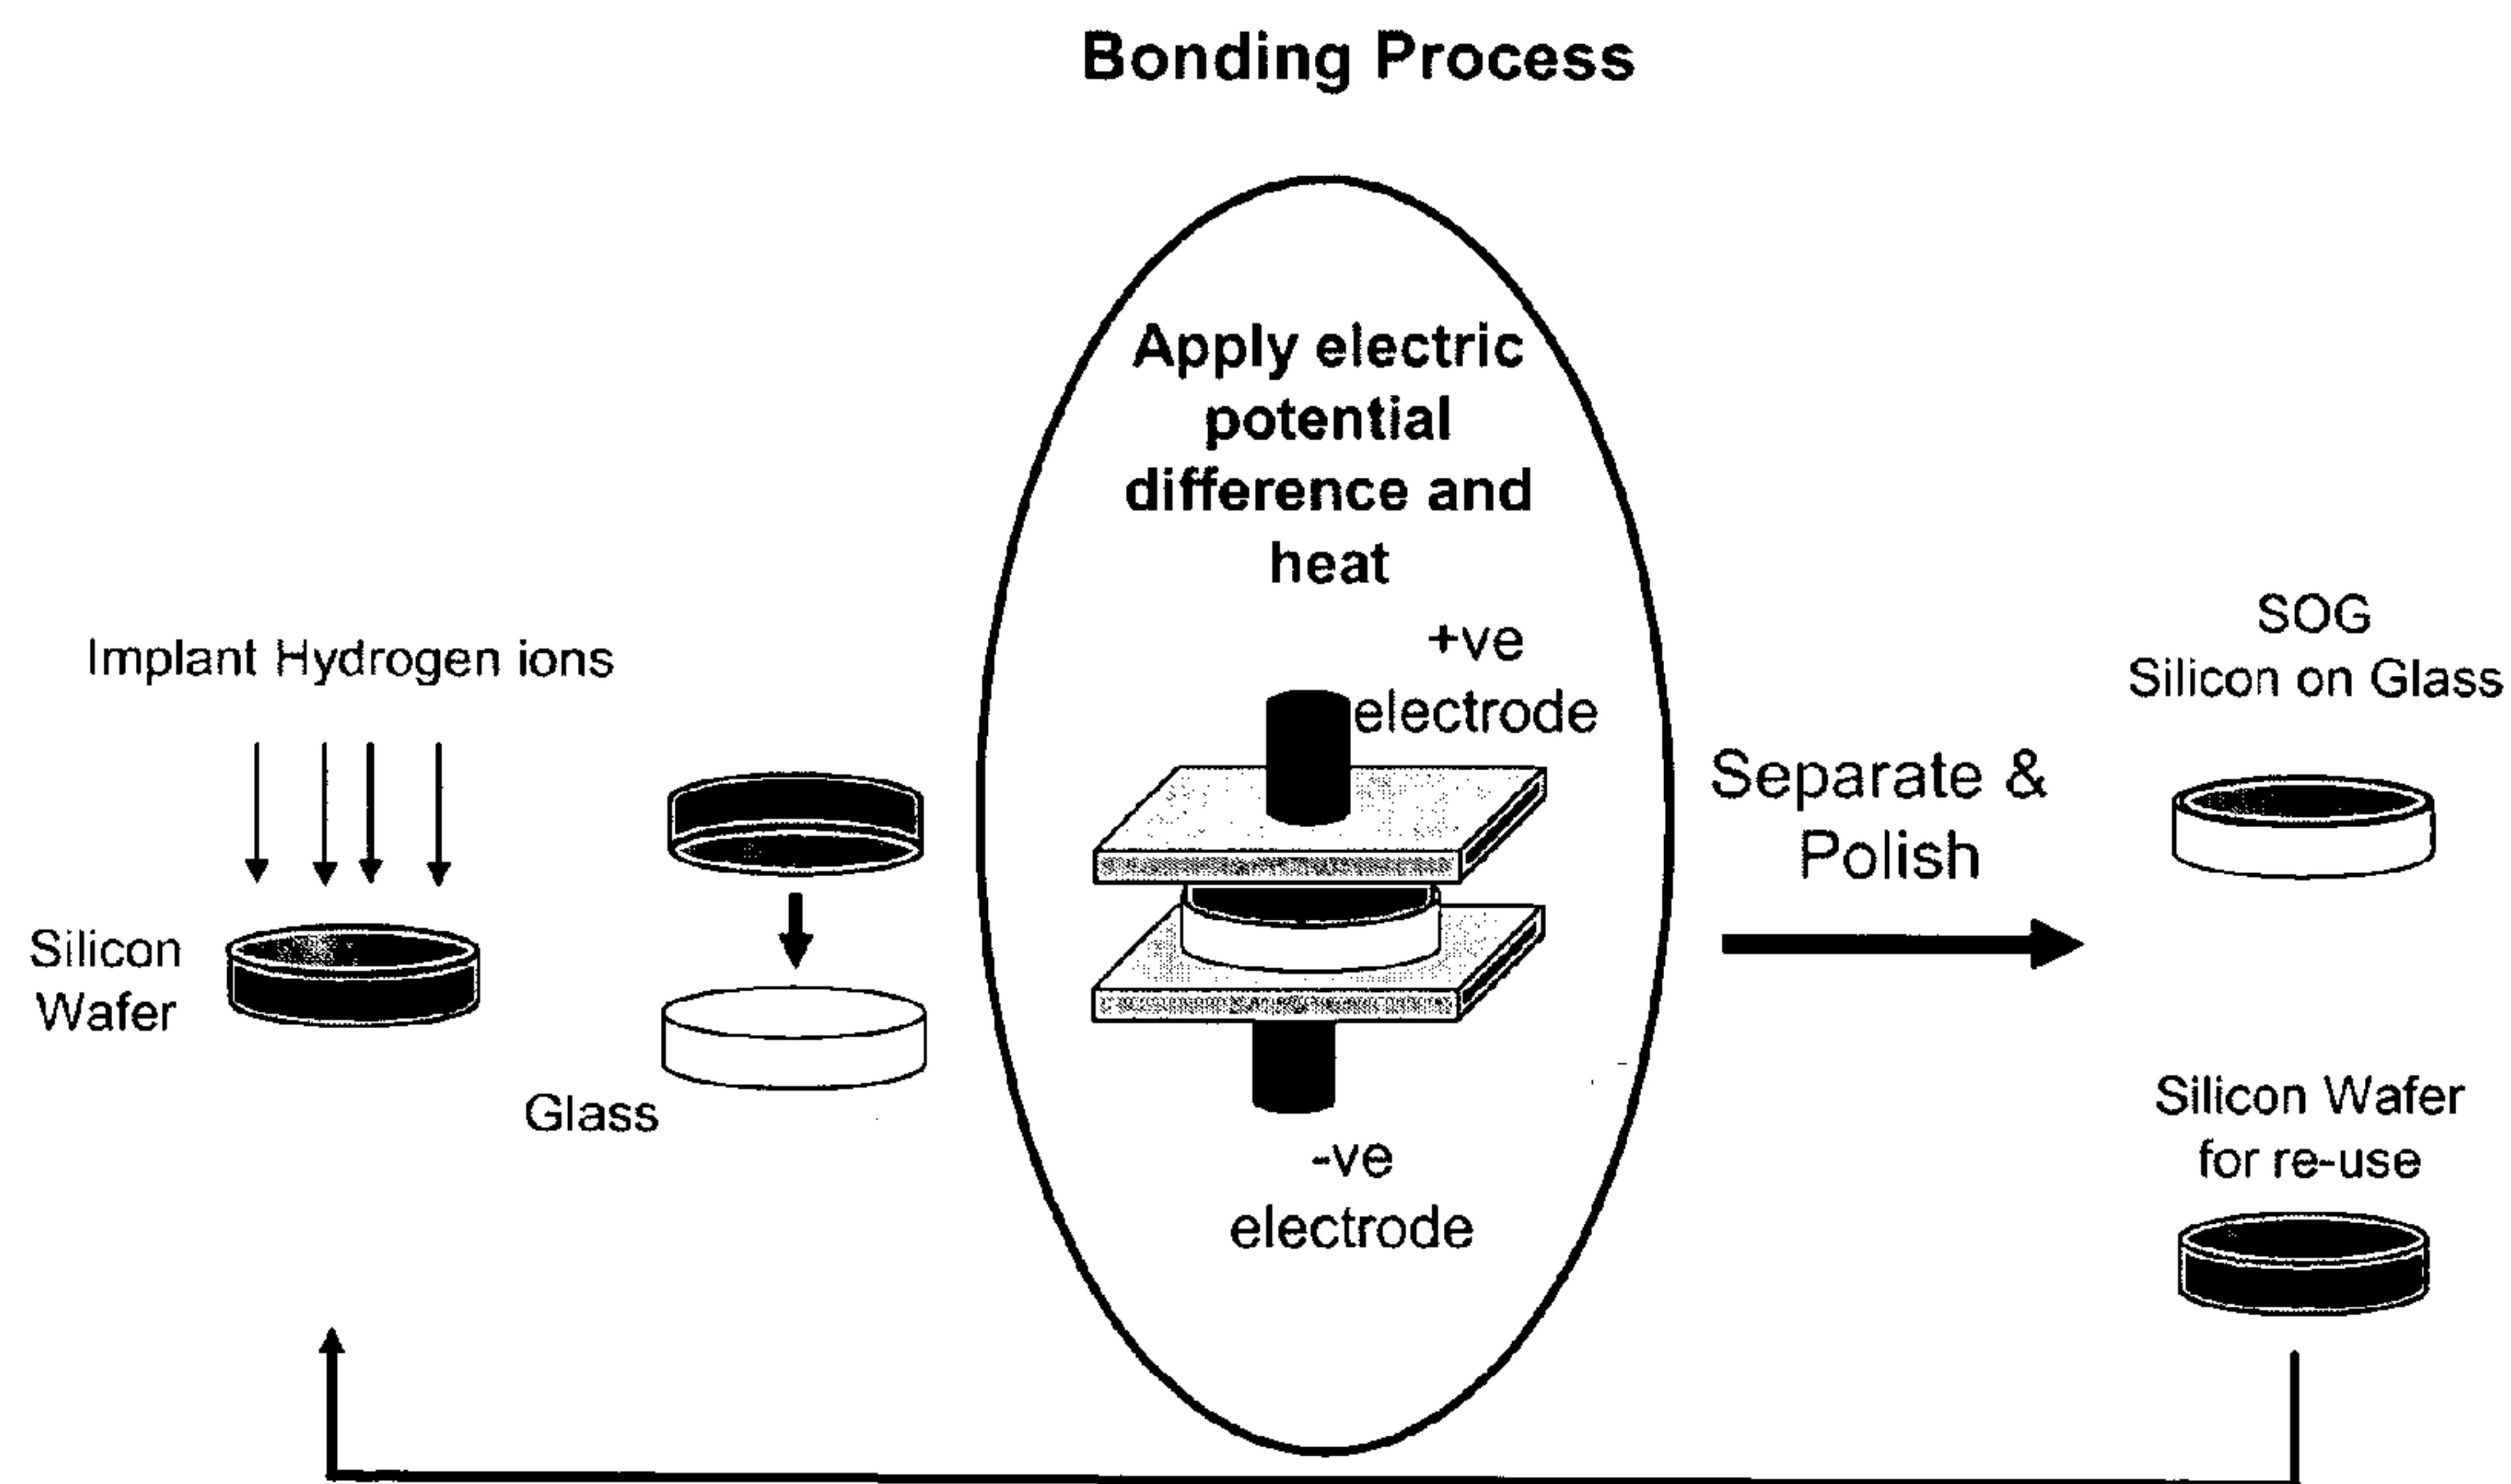 Bonding Process
Implant Hydrogen ions
Silicon
Wafer
Glass
Apply electric
potential
difference and
heat
+ve
electrode
-ve
electrode
Separate &
Polish
SOG
Silicon on Glass
Silicon Wafer
for re-use